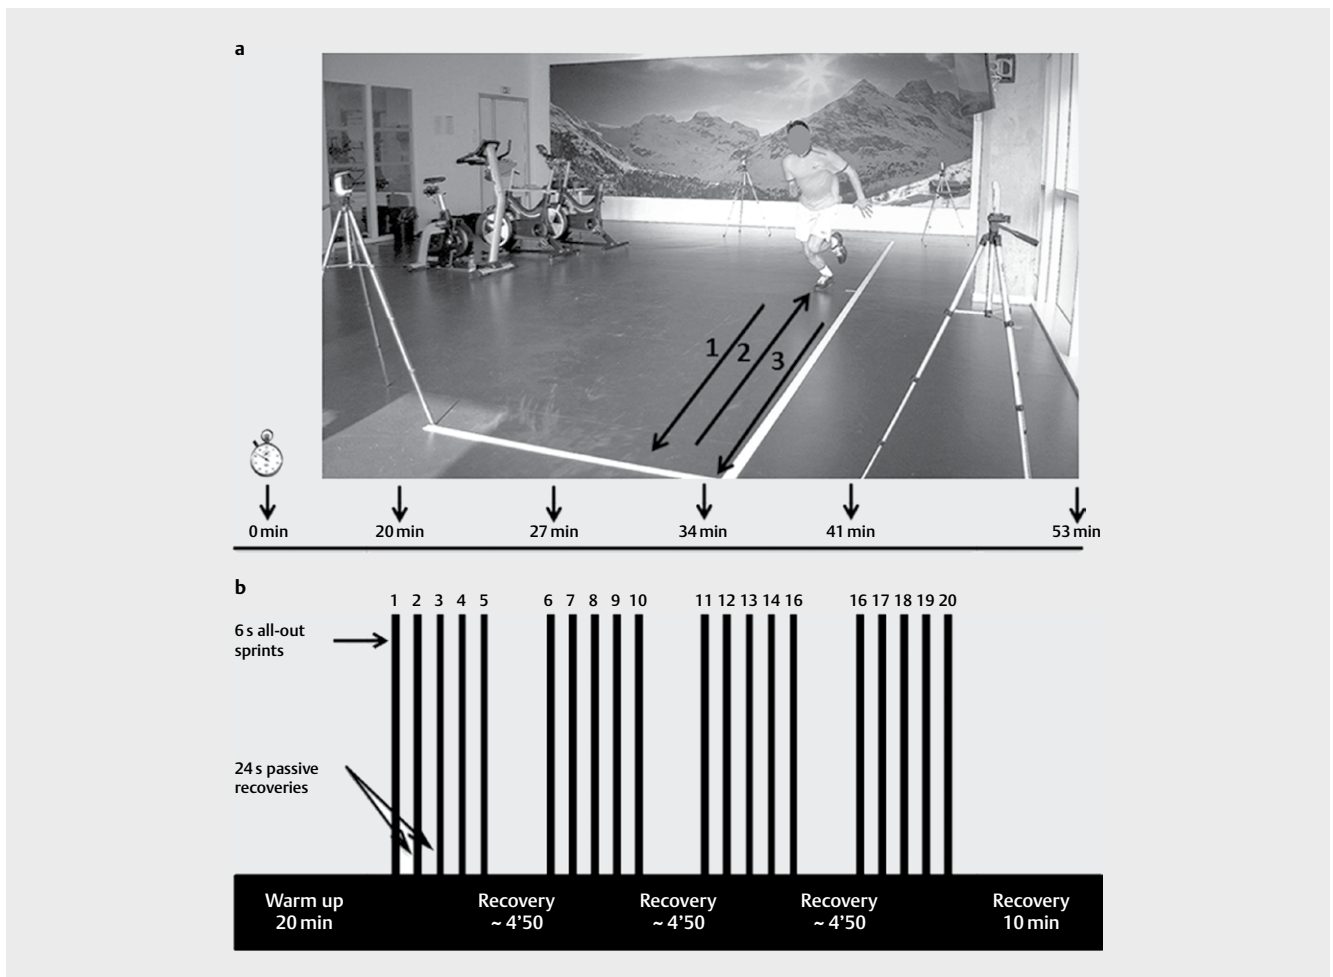 a
1
2
3
0 min
20 min
27 min
34 min
41 min
53 min
b
1 2 3 4 5 6 7 8 9 10 11 12 13 14 16 16 17 18 19 20
6 s all-out
sprints
24 s passive
recoveries
Warm up
20 min
Recovery
~ 4’50
Recovery
~ 4’50
Recovery
~ 4’50
Recovery
10 min